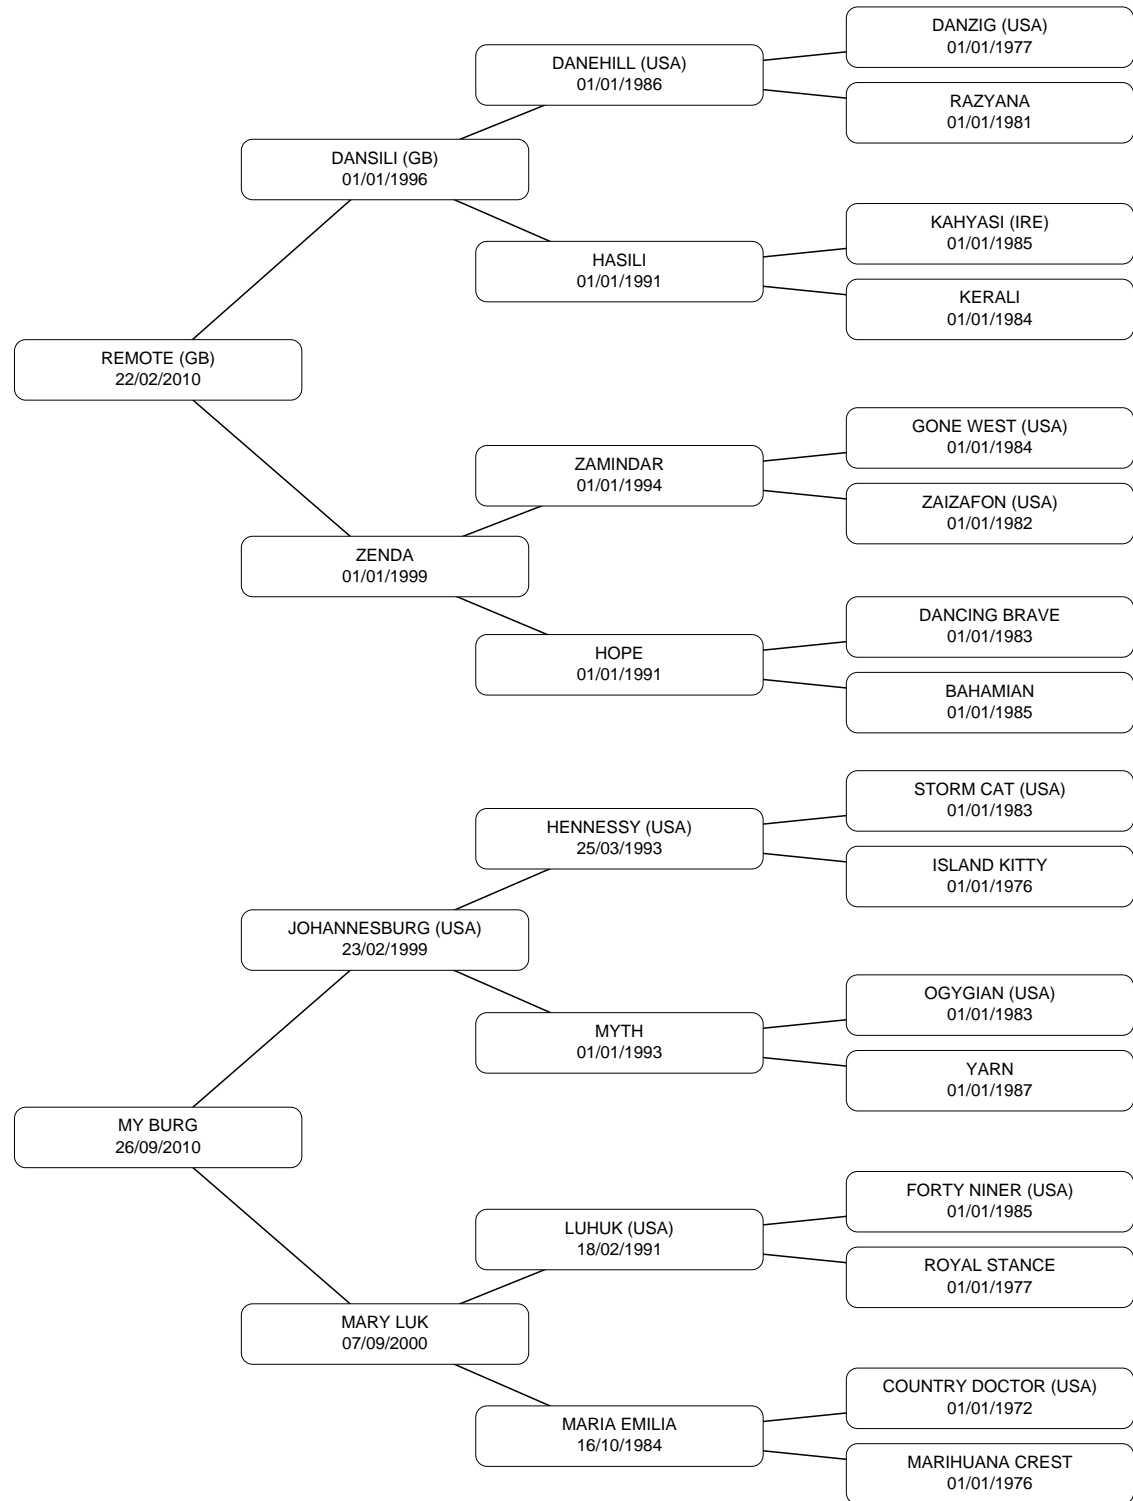 DANZIG (USA)
01/01/1977
DANEHILL (USA)
01/01/1986
RAZYANA
01/01/1981
DANSILI (GB)
01/01/1996
KAHYASI (IRE)
01/01/1985
HASILI
01/01/1991
KERALI
01/01/1984
REMOTE (GB)
22/02/2010
GONE WEST (USA)
01/01/1984
ZAMINDAR
01/01/1994
ZAIZAFON (USA)
01/01/1982
ZENDA
01/01/1999
DANCING BRAVE
01/01/1983
HOPE
01/01/1991
BAHAMIAN
01/01/1985
STORM CAT (USA)
01/01/1983
HENNESSY (USA)
25/03/1993
ISLAND KITTY
01/01/1976
JOHANNESBURG (USA)
23/02/1999
OGYGIAN (USA)
01/01/1983
MYTH
01/01/1993
YARN
01/01/1987
MY BURG
26/09/2010
FORTY NINER (USA)
01/01/1985
LUHUK (USA)
18/02/1991
ROYAL STANCE
01/01/1977
MARY LUK
07/09/2000
COUNTRY DOCTOR (USA)
01/01/1972
MARIA EMILIA
16/10/1984
MARIHUANA CREST
01/01/1976